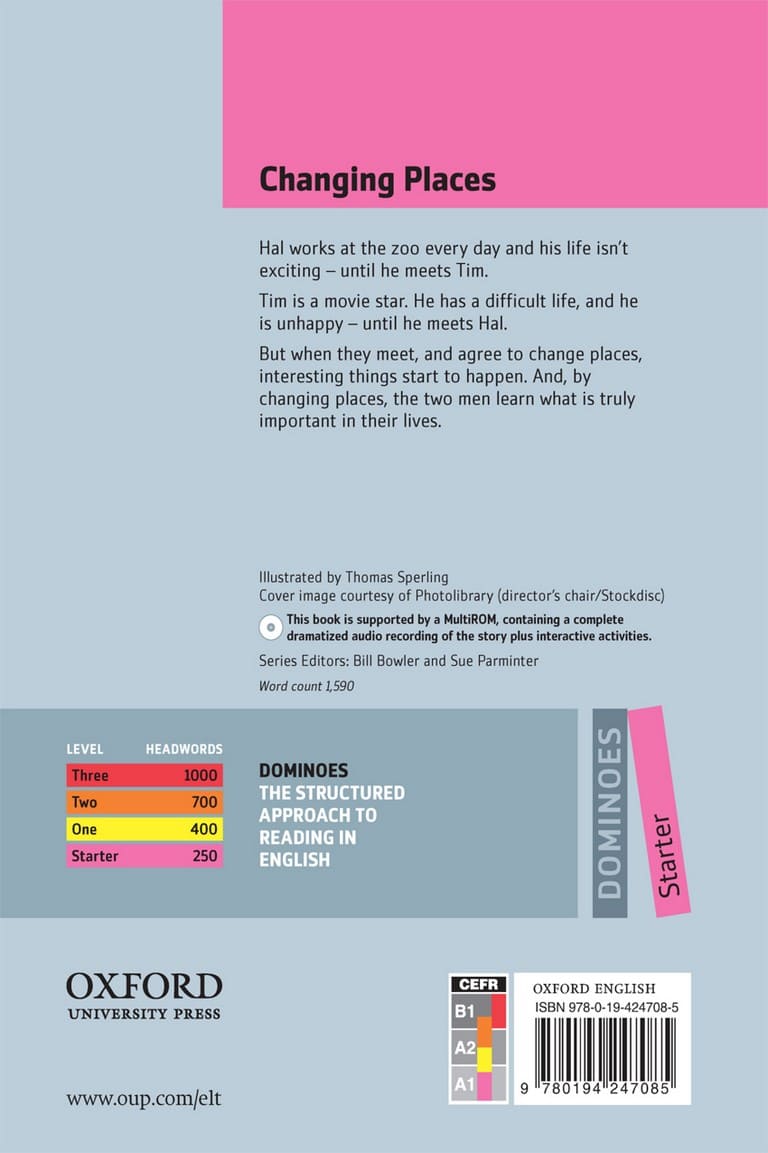 Changing Places
Hal works at the zoo every day and his life isn't
exciting – until he meets Tim.
Tim is a movie star. He has a difficult life, and he
is unhappy – until he meets Hal.
But when they meet, and agree to change places,
interesting things start to happen. And, by
changing places, the two men learn what is truly
important in their lives.
Illustrated by Thomas Sperling
Cover image courtesy of Photolibrary (director's chair/Stockdisc)
This book is supported by a MultiROM, containing a complete
dramatized audio recording of the story plus interactive activities.
Series Editors: Bill Bowler and Sue Parminter
Word count 1,590
LEVEL HEADWORDS
Three 1000
Two 700
One 400
Starter 250
DOMINOES
THE STRUCTURED
APPROACH TO
READING IN
ENGLISH
DOMINOES
Starter
OXFORD
UNIVERSITY PRESS
www.oup.com/elt
CEFR
B1
A2
A1
OXFORD ENGLISH
ISBN 978-0-19-424708-5
9 780194 247085